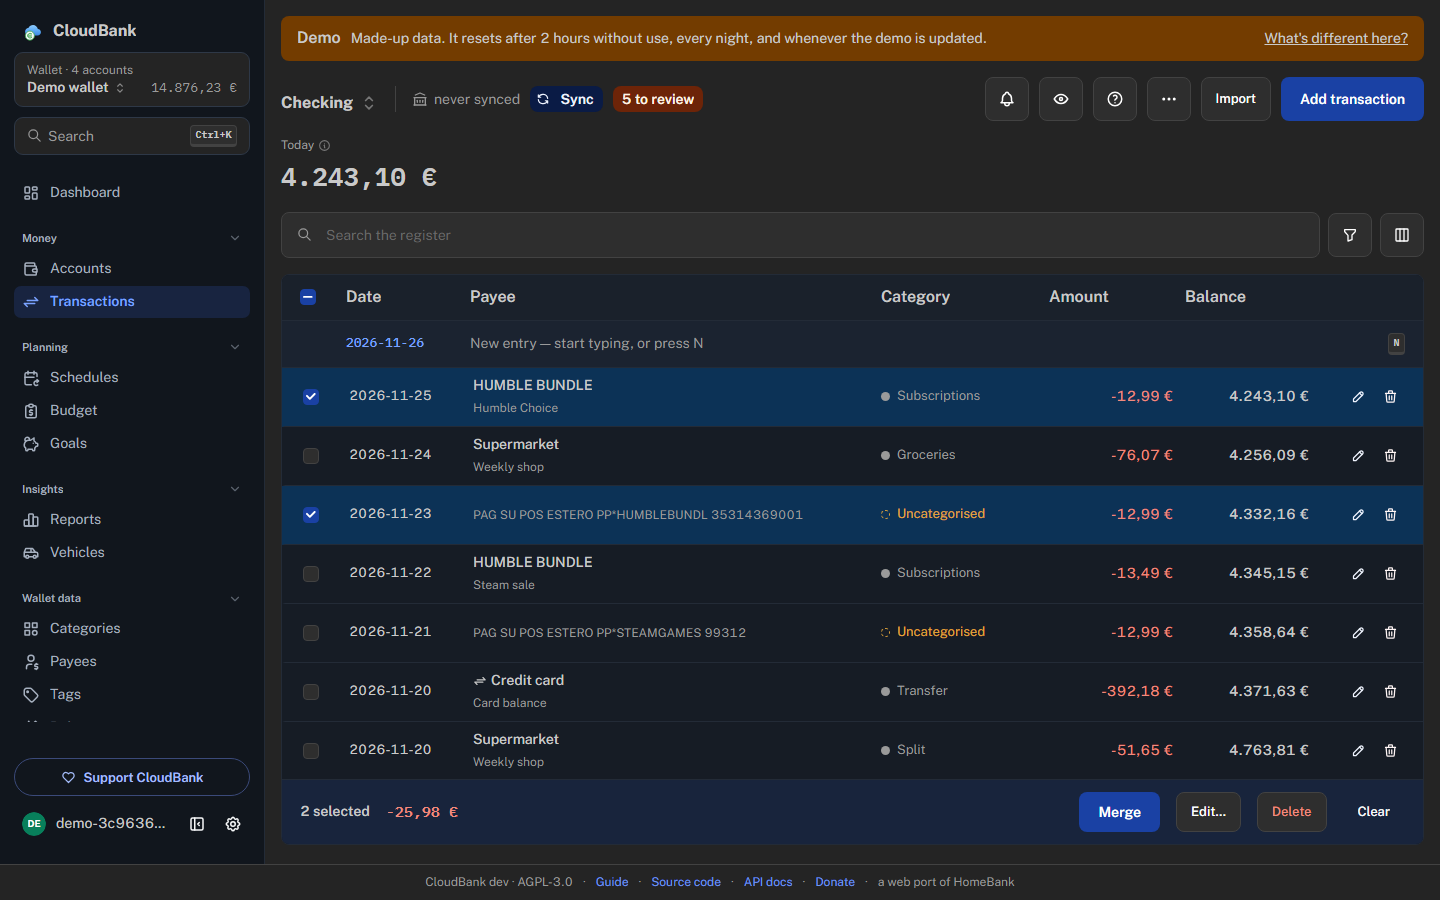 CloudBank
Wallet · 4 accounts
Demo wallet 14.876,23 €
Search Ctrl+K
Dashboard
Money
Accounts
Transactions
Planning
Schedules
Budget
Goals
Insights
Reports
Vehicles
Wallet data
Categories
Payees
Tags
Support CloudBank
DE demo-3c9636...
Demo Made-up data. It resets after 2 hours without use, every night, and whenever the demo is updated. What's different here?
Checking never synced Sync 5 to review Import Add transaction
Today
4.243,10 €
Search the register
Date Payee Category Amount Balance
2026-11-26 New entry — start typing, or press N N
2026-11-25 HUMBLE BUNDLE Subscriptions -12,99 € 4.243,10 €
Humble Choice
2026-11-24 Supermarket Groceries -76,07 € 4.256,09 €
Weekly shop
2026-11-23 PAG SU POS ESTERO PP*HUMBLEBUNDL 35314369001 Uncategorised -12,99 € 4.332,16 €
2026-11-22 HUMBLE BUNDLE Subscriptions -13,49 € 4.345,15 €
Steam sale
2026-11-21 PAG SU POS ESTERO PP*STEAMGAMES 99312 Uncategorised -12,99 € 4.358,64 €
2026-11-20 Credit card Transfer -392,18 € 4.371,63 €
Card balance
2026-11-20 Supermarket Split -51,65 € 4.763,81 €
Weekly shop
2 selected -25,98 € Merge Edit... Delete Clear
CloudBank dev · AGPL-3.0 · Guide · Source code · API docs · Donate · a web port of HomeBank